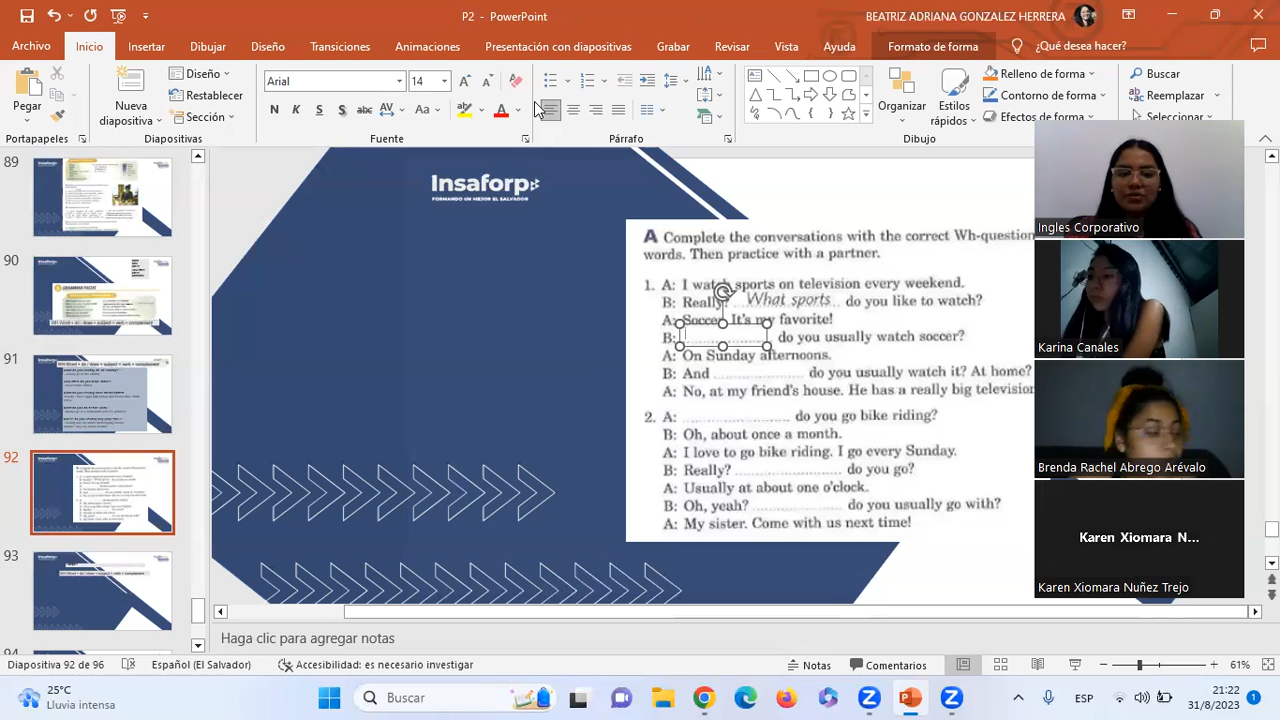 P2 - PowerPoint
BEATRIZ ADRIANA GONZALEZ HERRERA
Archivo Inicio Insertar Dibujar Diseño Transiciones Animaciones Presentación con diapositivas Grabar Revisar Vista Ayuda Formato de forma ¿Qué desea hacer?
Pegar
Nueva diapositiva
Diseño
Restablecer
Sección
Arial 14
N K S S abc AV Aa A
Organizar
Estilos rápidos
Relleno de forma
Contorno de forma
Efectos de forma
Buscar
Reemplazar
Seleccionar
Portapapeles Diapositivas Fuente Párrafo Dibujo
89
90
91
92
93
Insaforp
FORMANDO UN MEJOR EL SALVADOR
A Complete the conversations with the correct Wh-question
words. Then practice with a partner.
1. A: I watch sports on television every weekend.
B: Really? What sports do you like to watch?
A: Soccer. It's my favorite!
B: do you usually watch soccer?
A: On Sunday afternoons.
B: And do you usually watch it? At home?
A: No, at my friend's house. He has a really big television
2. A: do you go bike riding?
B: Oh, about once a month.
A: I love to go bike riding. I go every Sunday.
B: Really? do you go?
A: Usually at about one o'clock.
B: Oh, yeah? do you usually go with?
A: My sister. Come with us next time!
Ingles Corporativo
Karina Canales
Karen Xiomara N...
Karen Xiomara Nuñez Trejo
Haga clic para agregar notas
Diapositiva 92 de 96 Español (El Salvador) Accesibilidad: es necesario investigar Notas Comentarios 61%
25°C
Lluvia intensa
Buscar
ESP
21:22
31/8/2023
1